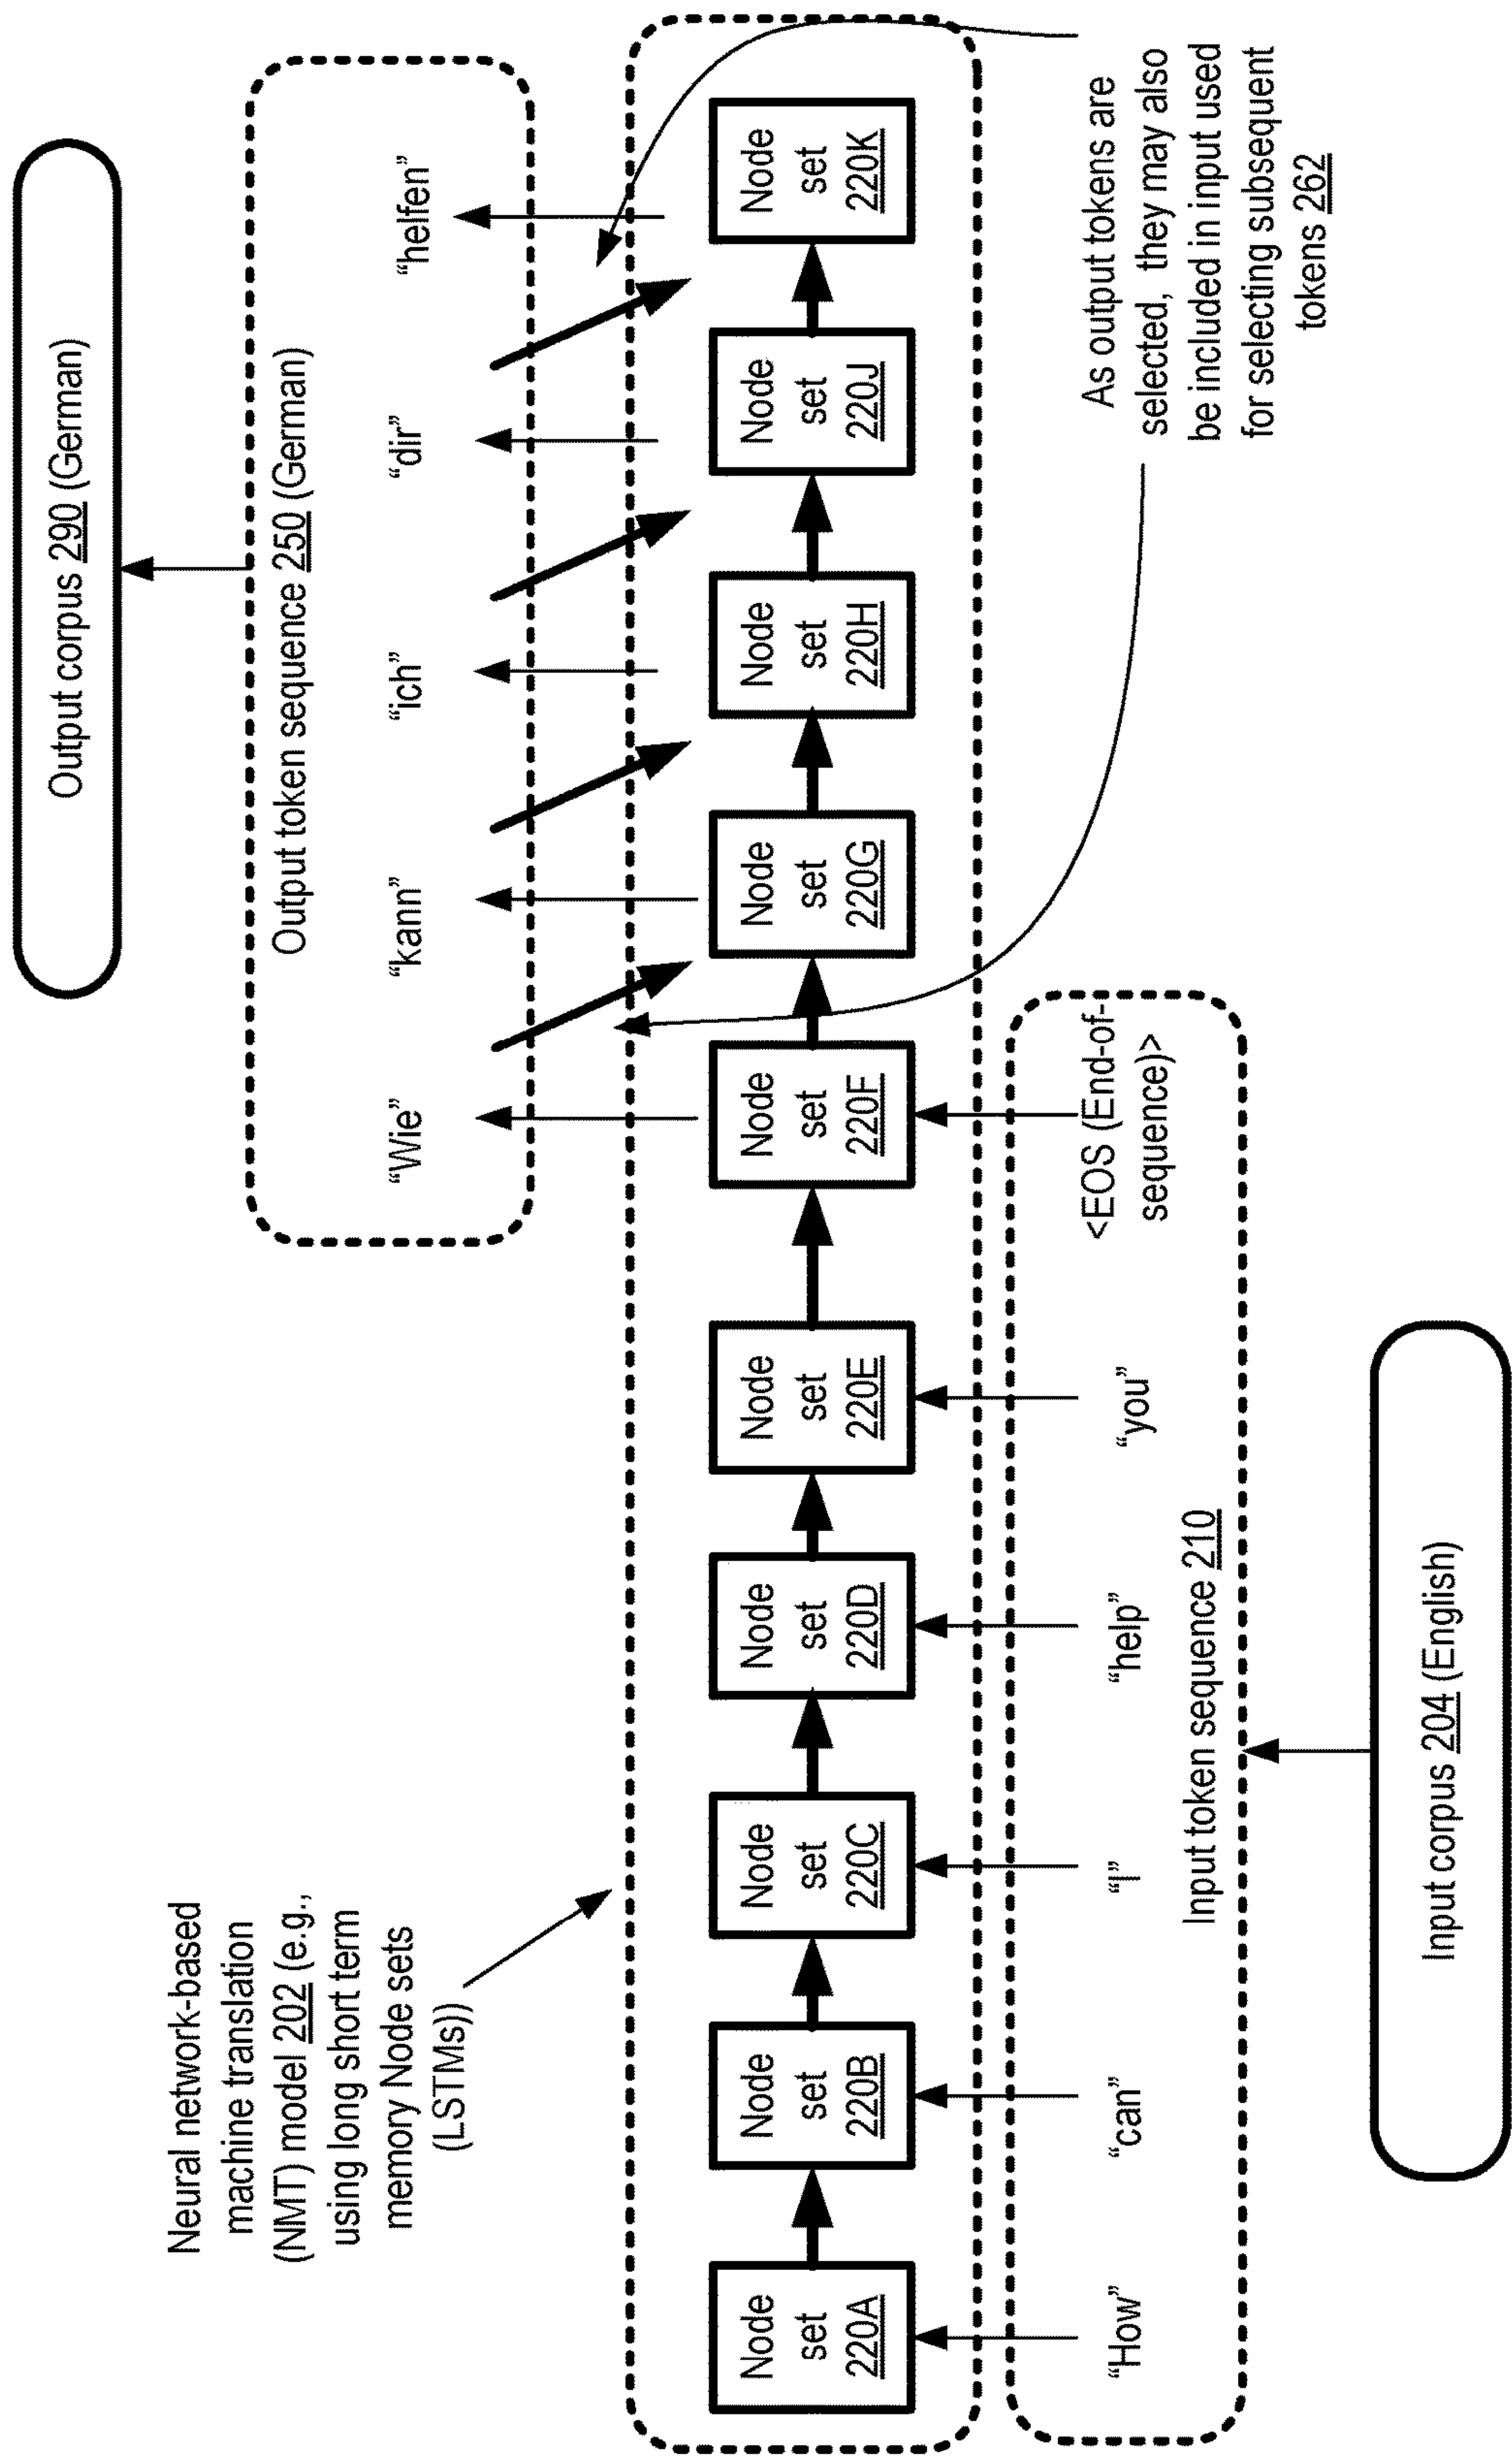 Output corpus 290 (German)
Output token sequence 250 (German)
“Wie”
“kann”
“ich”
“dir”
“helfen”
Neural network-based
machine translation
(NMT) model 202 (e.g.,
using long short term
memory Node sets
(LSTMs))
Node
set
220A
Node
set
220B
Node
set
220C
Node
set
220D
Node
set
220E
Node
set
220F
Node
set
220G
Node
set
220H
Node
set
220J
Node
set
220K
“How”
“can”
“I”
“help”
“you”
<EOS (End-of-
sequence)>
Input token sequence 210
As output tokens are
selected, they may also
be included in input used
for selecting subsequent
tokens 262
Input corpus 204 (English)